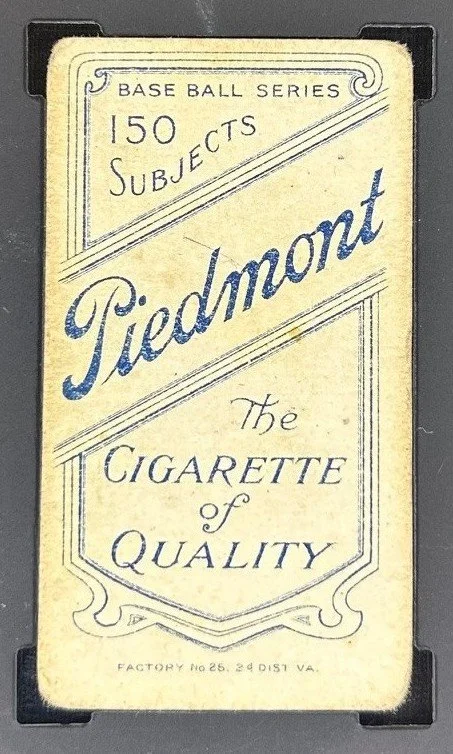 BASE BALL SERIES
150
SUBJECTS
Piedmont
The
CIGARETTE
of
QUALITY
FACTORY No 25. 2d DIST VA.